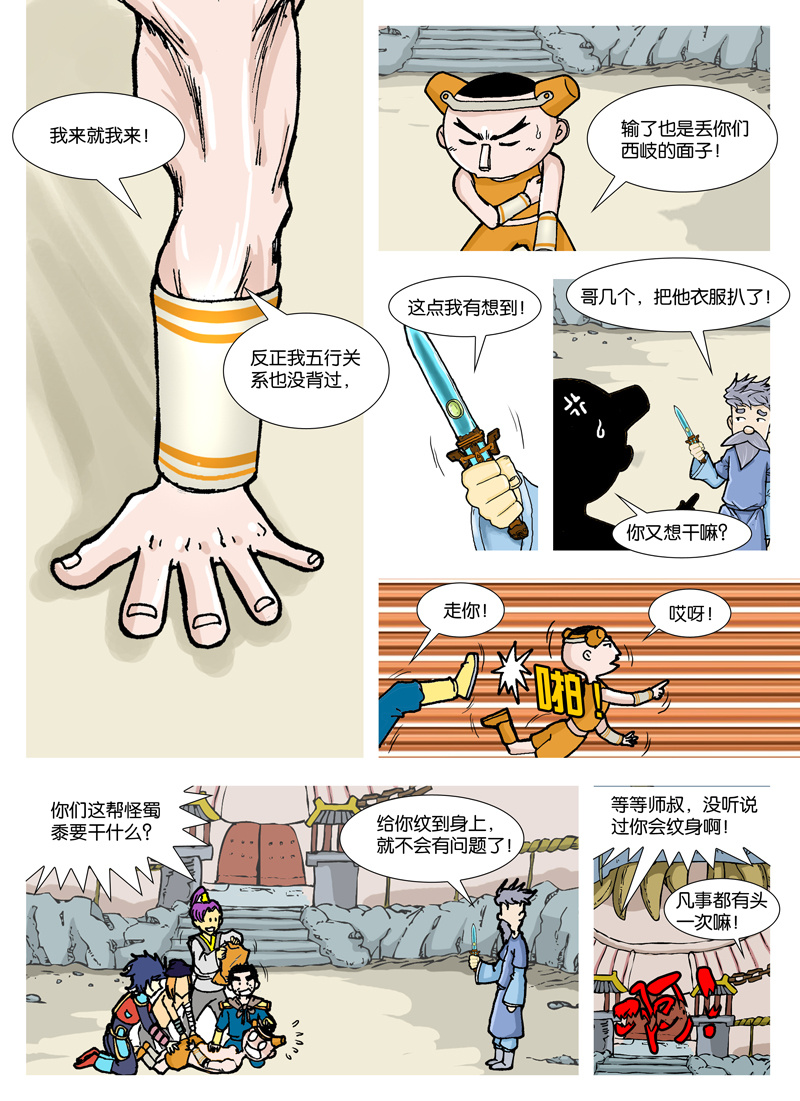 我来就我来！
反正我五行关
系也没背过，
输了也是丢你们
西岐的面子！
这点我有想到！
哥几个，把他衣服扒了！
你又想干嘛？
走你！
哎呀！
啪！
你们这帮怪蜀
黍要干什么？
给你纹到身上，
就不会有问题了！
等等师叔，没听说
过你会纹身啊！
凡事都有头
一次嘛！
啊！